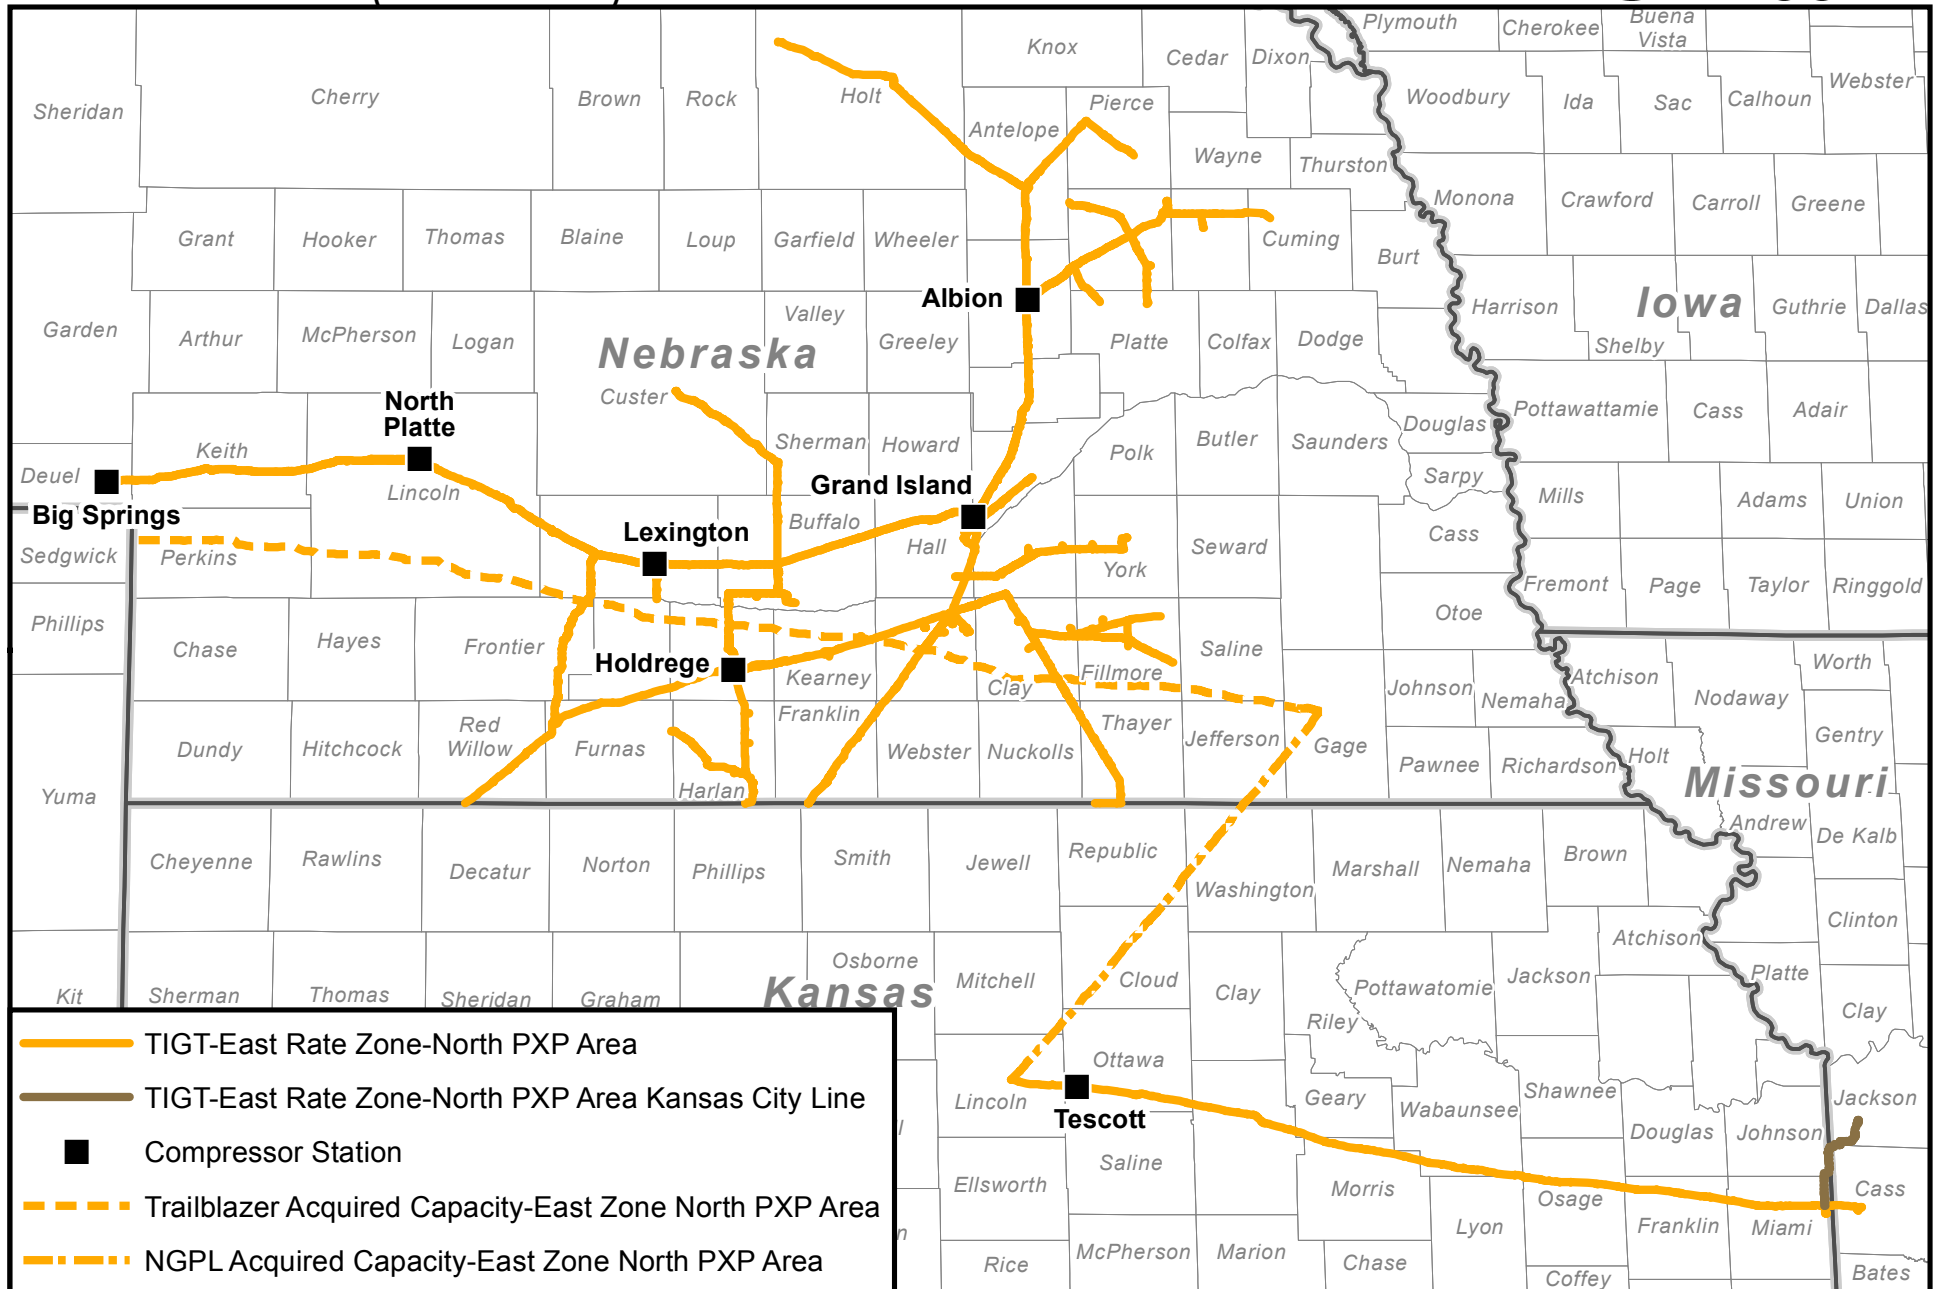 Plymouth
Cherokee
Buena
Vista
Knox
Cedar
Dixon
Webster
Sheridan
Cherry
Brown
Rock
Holt
Pierce
Woodbury
Ida
Sac
Calhoun
Antelope
Wayne
Thurston
Monona
Crawford
Carroll
Greene
Grant
Hooker
Thomas
Blaine
Loup
Garfield
Wheeler
Cuming
Burt
Albion
Harrison
Iowa
Guthrie
Dallas
Garden
Arthur
McPherson
Logan
Valley
Greeley
Platte
Colfax
Dodge
Shelby
Nebraska
Custer
North
Platte
Pottawattamie
Cass
Adair
Keith
Sherman
Howard
Polk
Butler
Saunders
Douglas
Deuel
Lincoln
Grand Island
Sarpy
Mills
Adams
Union
Big Springs
Lexington
Buffalo
Hall
Seward
Cass
Sedgwick
Perkins
York
Fremont
Page
Taylor
Ringgold
Phillips
Chase
Hayes
Frontier
Otoe
Saline
Holdrege
Kearney
Clay
Fillmore
Johnson
Nemaha
Atchison
Nodaway
Worth
Dundy
Hitchcock
Red
Willow
Furnas
Franklin
Webster
Nuckolls
Thayer
Jefferson
Gage
Pawnee
Richardson
Holt
Gentry
Harlan
Missouri
Yuma
Andrew
De Kalb
Cheyenne
Rawlins
Decatur
Norton
Phillips
Smith
Jewell
Republic
Washington
Marshall
Nemaha
Brown
Clinton
Atchison
Platte
Kit
Sherman
Thomas
Sheridan
Graham
Osborne
Kansas
Mitchell
Cloud
Clay
Pottawatomie
Jackson
Clay
Riley
Ottawa
Lincoln
Tescott
Geary
Wabaunsee
Shawnee
Jackson
Douglas
Johnson
Saline
Ellsworth
Morris
Osage
Cass
Lyon
Franklin
Miami
Rice
McPherson
Marion
Chase
Coffey
Bates
TIGT-East Rate Zone-North PXP Area
TIGT-East Rate Zone-North PXP Area Kansas City Line
Compressor Station
Trailblazer Acquired Capacity-East Zone North PXP Area
NGPL Acquired Capacity-East Zone North PXP Area